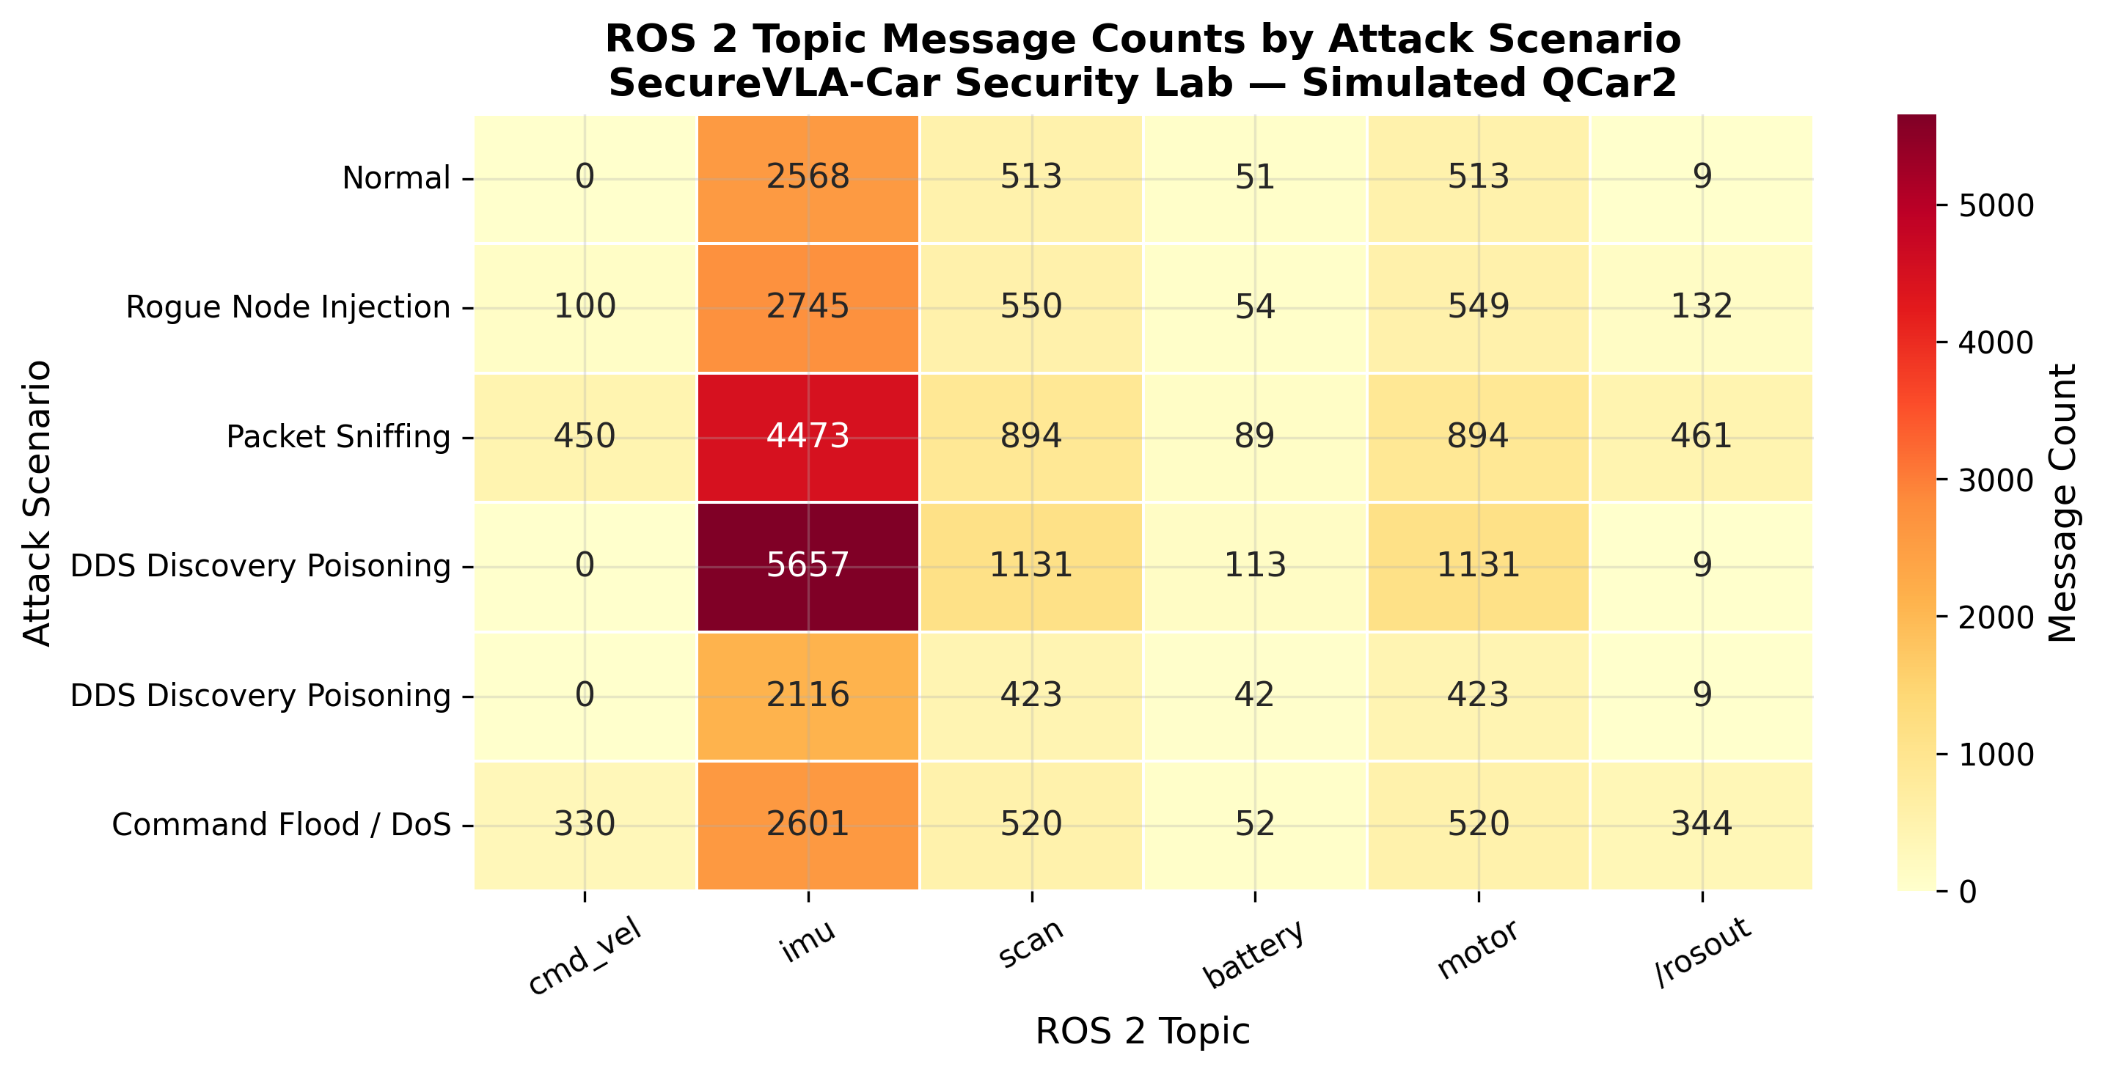 ROS 2 Topic Message Counts by Attack Scenario
SecureVLA-Car Security Lab — Simulated QCar2
Attack Scenario
Normal 0 2568 513 51 513 9
Rogue Node Injection 100 2745 550 54 549 132
Packet Sniffing 450 4473 894 89 894 461
DDS Discovery Poisoning 0 5657 1131 113 1131 9
DDS Discovery Poisoning 0 2116 423 42 423 9
Command Flood / DoS 330 2601 520 52 520 344
cmd_vel imu scan battery motor /rosout
ROS 2 Topic
5000
4000
3000
2000
1000
0
Message Count